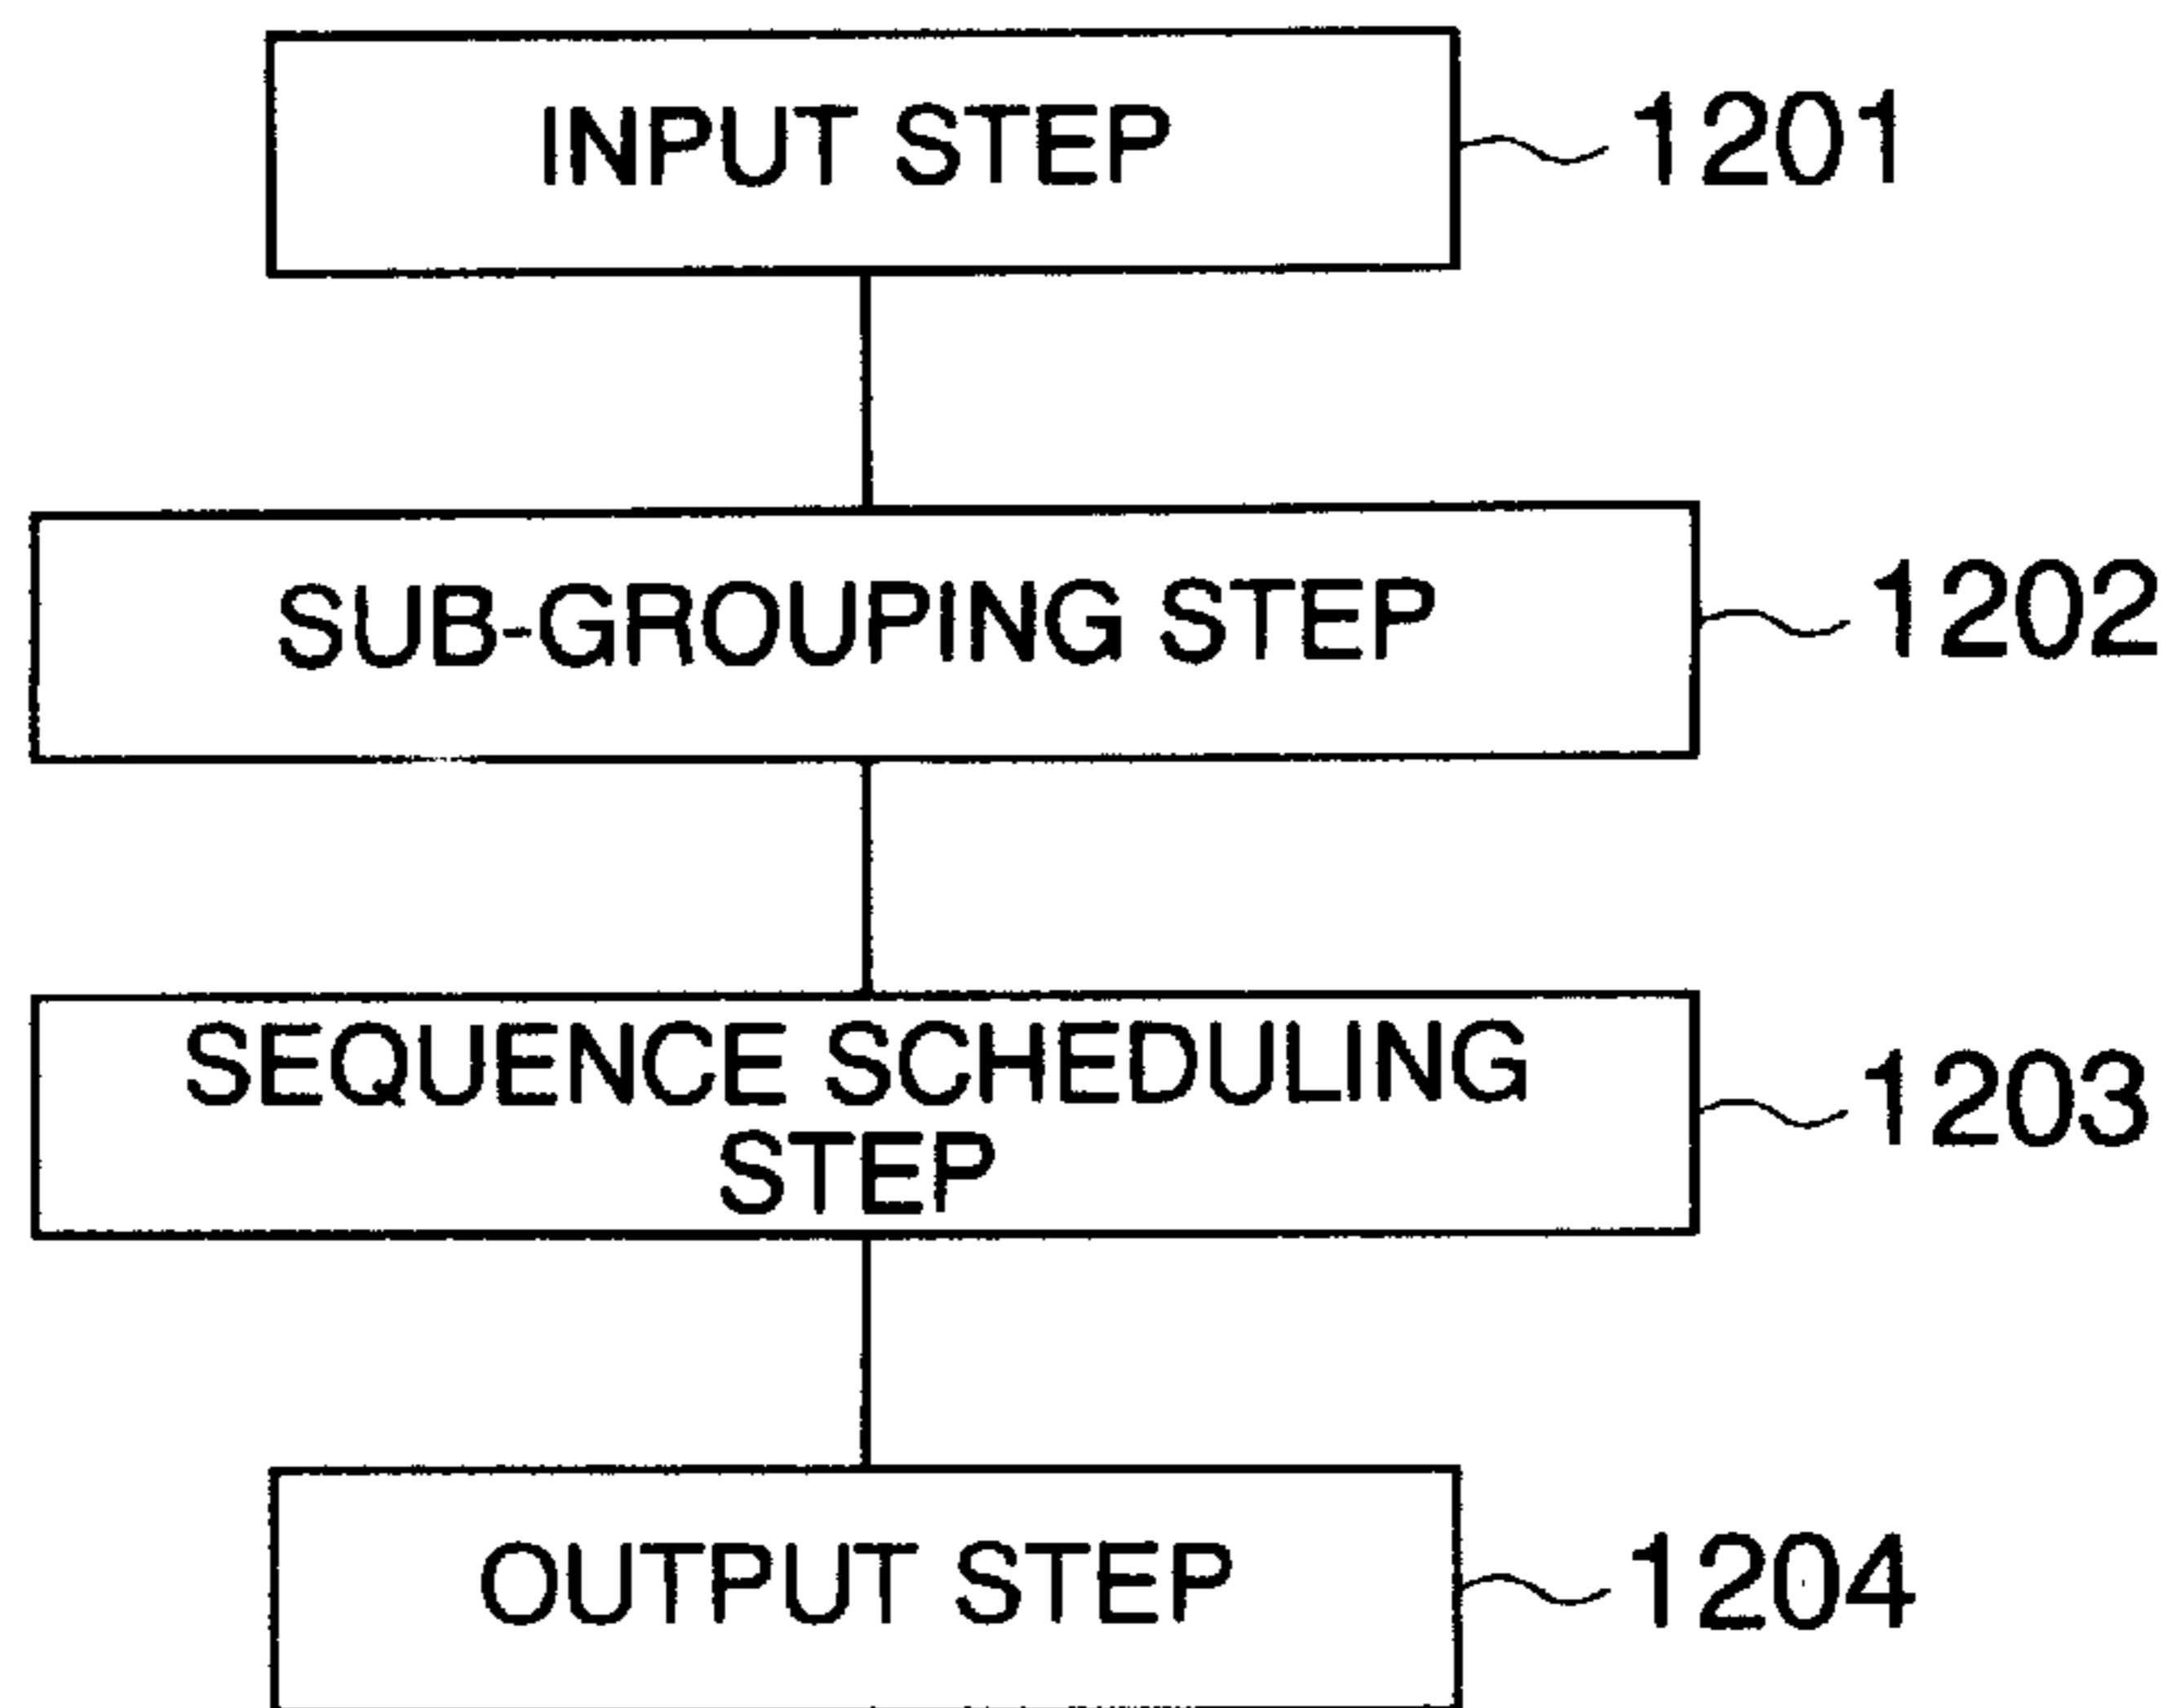 INPUT STEP 1201
SUB-GROUPING STEP 1202
SEQUENCE SCHEDULING 1203
STEP
OUTPUT STEP 1204